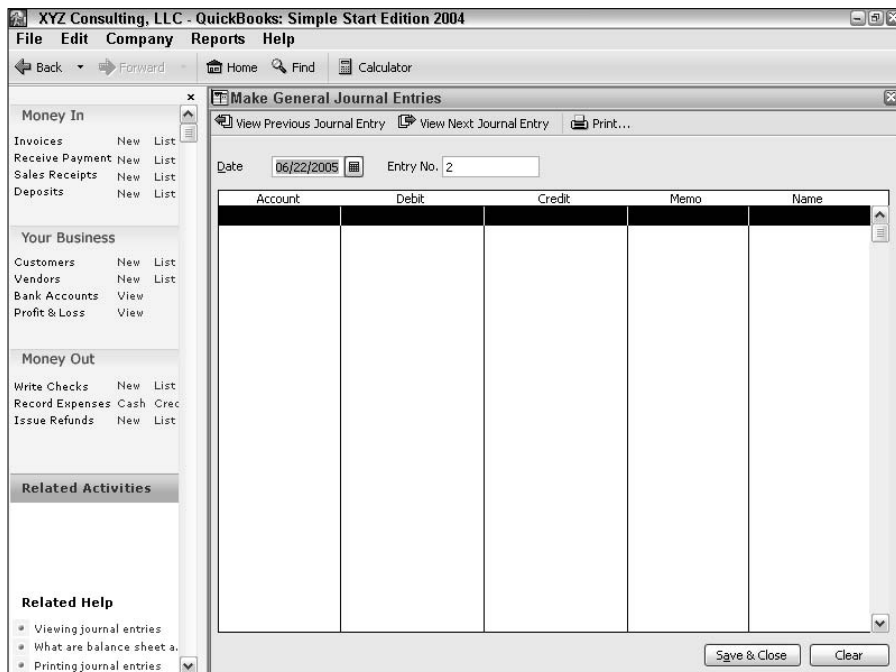 XYZ Consulting, LLC - QuickBooks: Simple Start Edition 2004
File Edit Company Reports Help
Back Forward Home Find Calculator
Money In
Invoices New List
Receive Payment New List
Sales Receipts New List
Deposits New List
Your Business
Customers New List
Vendors New List
Bank Accounts View
Profit & Loss View
Money Out
Write Checks New List
Record Expenses Cash Crec
Issue Refunds New List
Related Activities
Related Help
Viewing journal entries
What are balance sheet a.
Printing journal entries
Make General Journal Entries
View Previous Journal Entry View Next Journal Entry Print...
Date 06/22/2005 Entry No. 2
Account Debit Credit Memo Name
Save & Close Clear